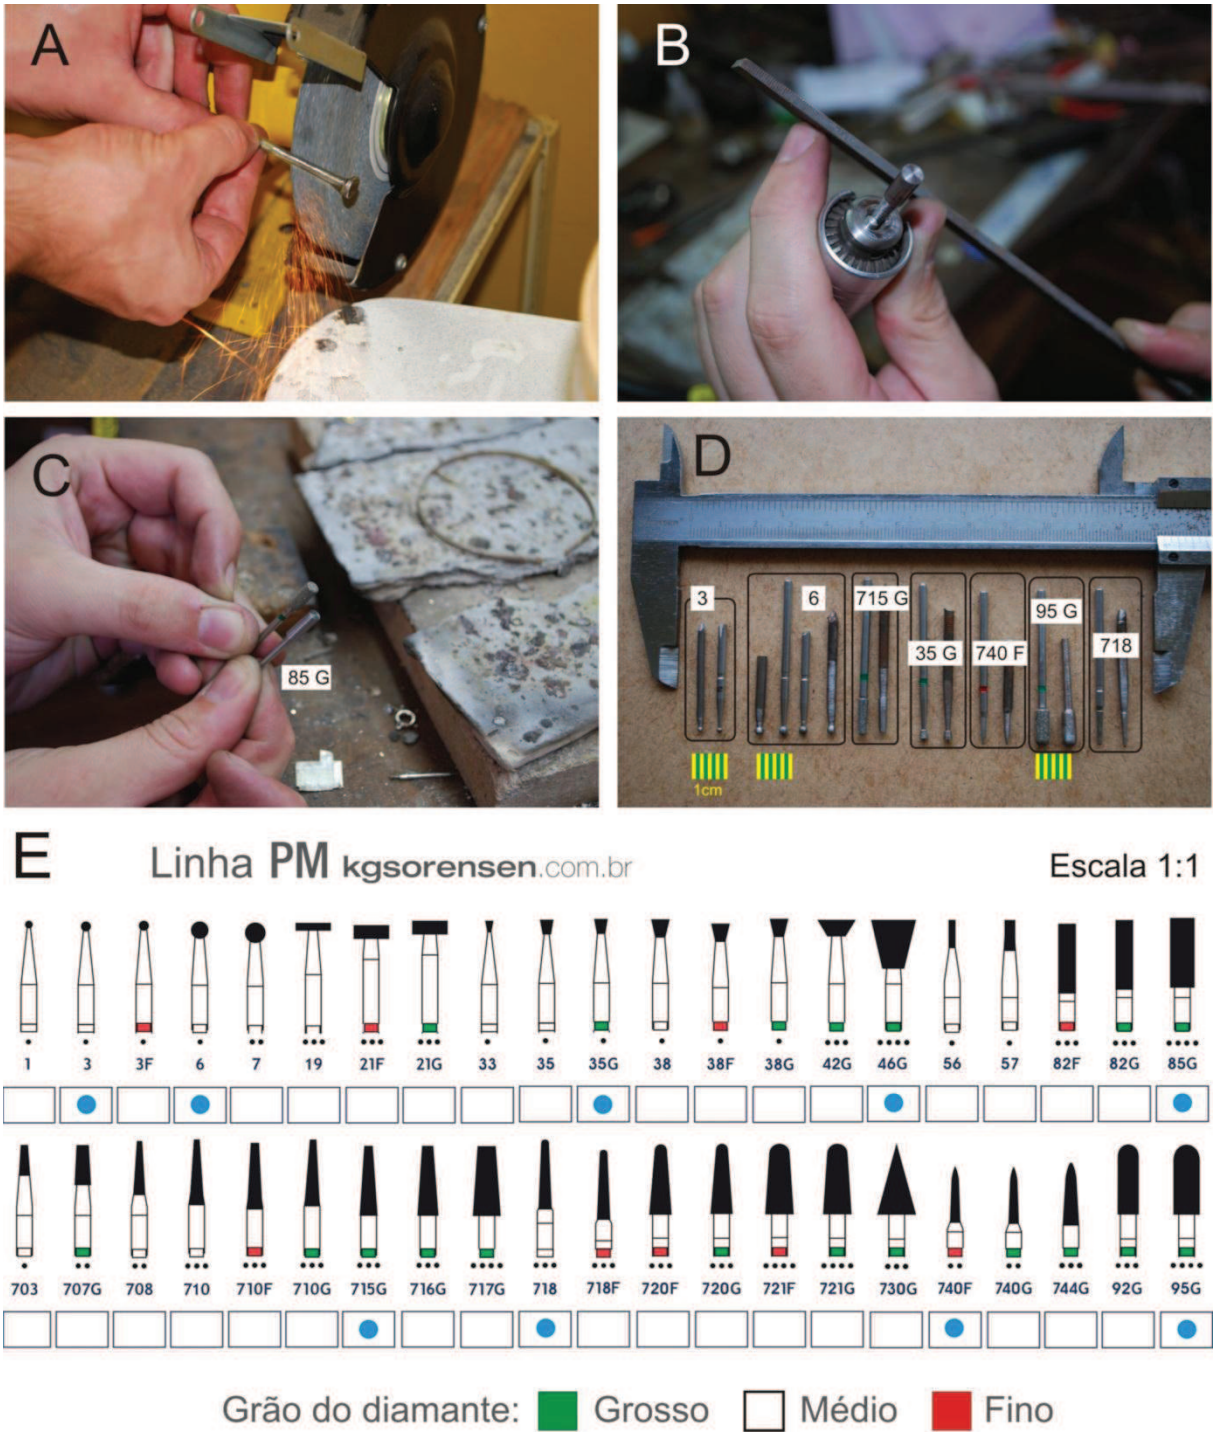 A
B
C
85 G
D
3
6
715 G
35 G
740 F
95 G
718
1cm
E
Linha PM kgsorensen.com.br
Escala 1:1
1 3 3F 6 7 19 21F 21G 33 35 35G 38 38F 38G 42G 46G 56 57 82F 82G 85G
703 707G 708 710 710F 710G 715G 716G 717G 718 718F 720F 720G 721F 721G 730G 740F 740G 744G 92G 95G
Grão do diamante: Grosso Médio Fino